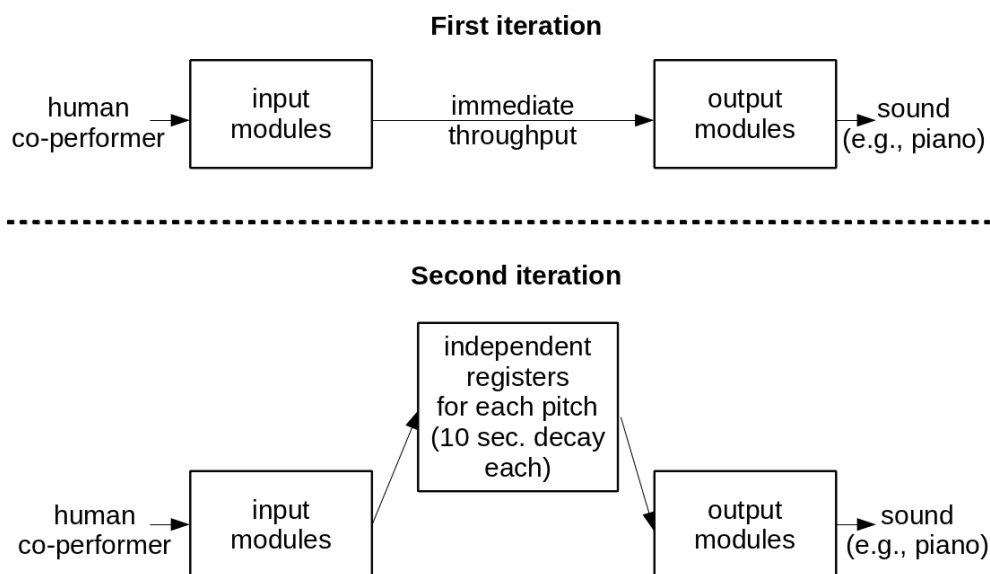 First iteration
human
co-performer
input
modules
immediate
throughput
output
modules
sound
(e.g., piano)
Second iteration
independent
registers
for each pitch
(10 sec. decay
each)
human
co-performer
input
modules
output
modules
sound
(e.g., piano)